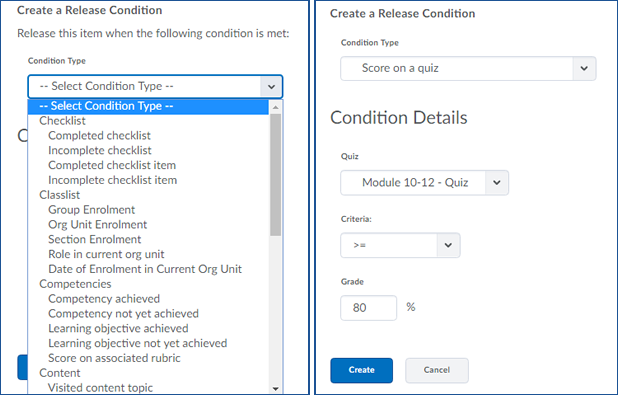 Create a Release Condition
Release this item when the following condition is met:
Condition Type
-- Select Condition Type --
-- Select Condition Type --
Checklist
Completed checklist
Incomplete checklist
Completed checklist item
Incomplete checklist item
Classlist
Group Enrolment
Org Unit Enrolment
Section Enrolment
Role in current org unit
Date of Enrolment in Current Org Unit
Competencies
Competency achieved
Competency not yet achieved
Learning objective achieved
Learning objective not yet achieved
Score on associated rubric
Content
Visited content topic
Create a Release Condition
Condition Type
Score on a quiz
Condition Details
Quiz
Module 10-12 - Quiz
Criteria:
>=
Grade
80 %
Create Cancel